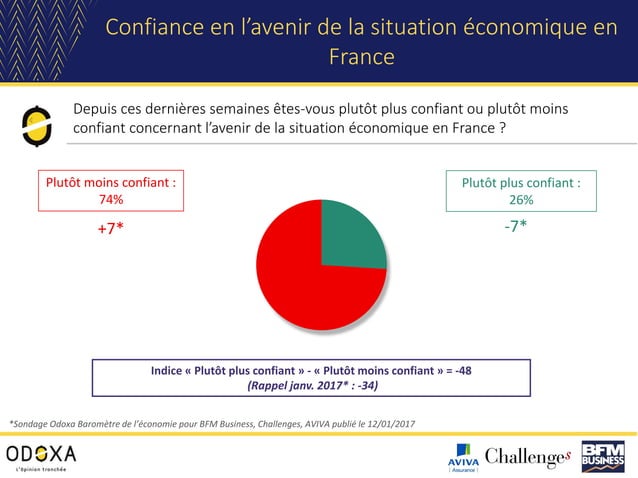 Confiance en l’avenir de la situation économique en
France
Depuis ces dernières semaines êtes-vous plutôt plus confiant ou plutôt moins
confiant concernant l’avenir de la situation économique en France ?
Plutôt moins confiant :
74%
+7*
Plutôt plus confiant :
26%
-7*
Indice « Plutôt plus confiant » - « Plutôt moins confiant » = -48
(Rappel janv. 2017* : -34)
*Sondage Odoxa Baromètre de l’économie pour BFM Business, Challenges, AVIVA publié le 12/01/2017
ODOXA
L'Opinion tranchée
AVIVA
Assurance
Challenges
BFM
BUSINESS